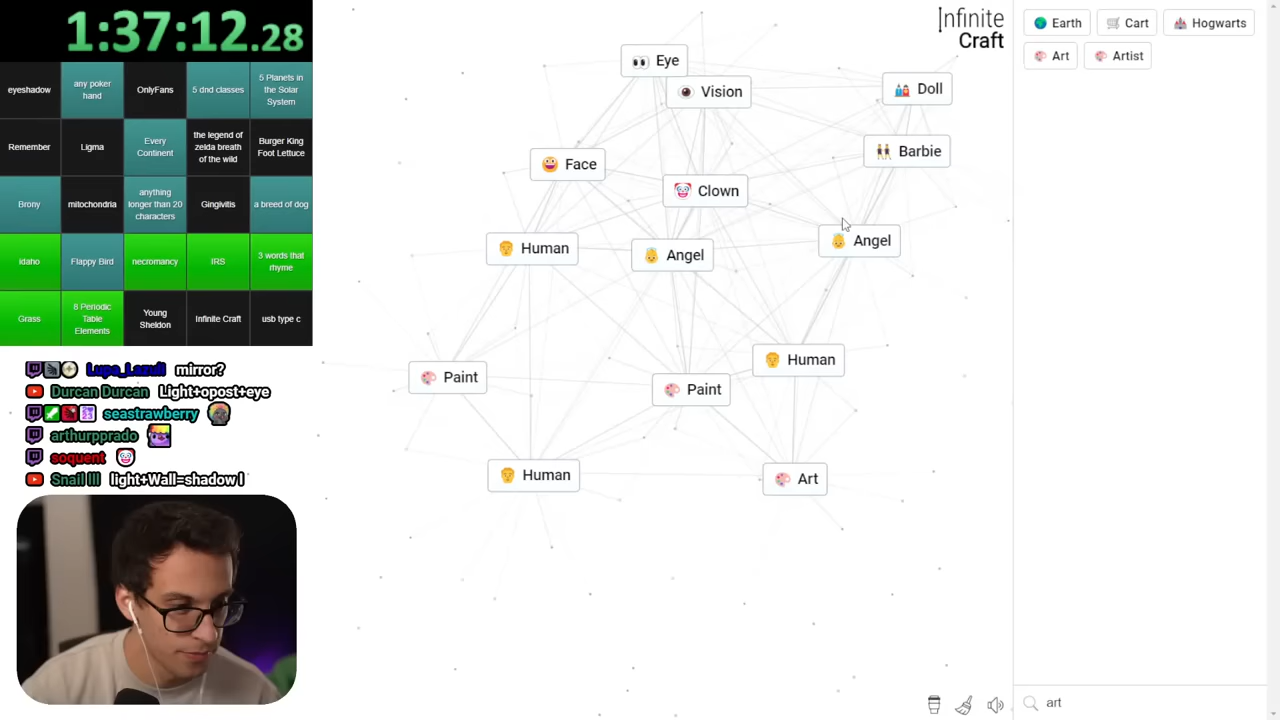 1:37:12.28
eyeshadow
any poker
hand
OnlyFans
5 dnd classes
5 Planets in
the Solar
System
Remember
Ligma
Every
Continent
the legend of
zelda breath
of the wild
Burger King
Foot Lettuce
Brony
mitochondria
anything
longer than 20
characters
Gingivitis
a breed of dog
idaho
Flappy Bird
necromancy
IRS
3 words that
rhyme
Grass
8 Periodic
Table
Elements
Young
Sheldon
Infinite Craft
usb type c
Lupa_Lazuli mirror?
Durcan Durcan Light+opost+eye
seastrawberry
arthurpprado
soquent
Snail lll light+Wall=shadow I
Infinite
Craft
Eye
Vision
Doll
Barbie
Face
Clown
Human
Angel
Angel
Human
Paint
Paint
Human
Art
Earth
Cart
Hogwarts
Art
Artist
art